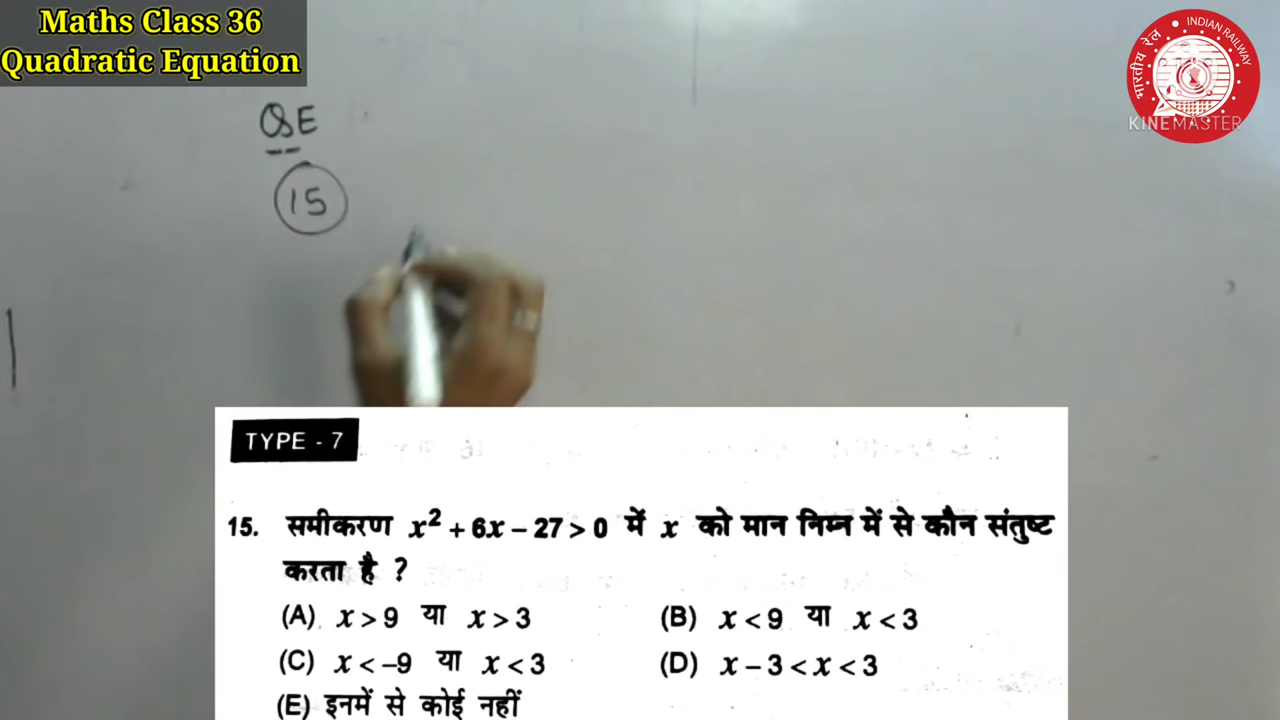 Maths Class 36
Quadratic Equation
भारतीय रेल
INDIAN RAILWAY
KINEMASTER
QE
15
TYPE - 7
15. समीकरण x² + 6x – 27 > 0 में x को मान निम्न में से कौन संतुष्ट
करता है ?
(A) x > 9 या x > 3
(B) x < 9 या x < 3
(C) x < –9 या x < 3
(D) x – 3 < x < 3
(E) इनमें से कोई नहीं